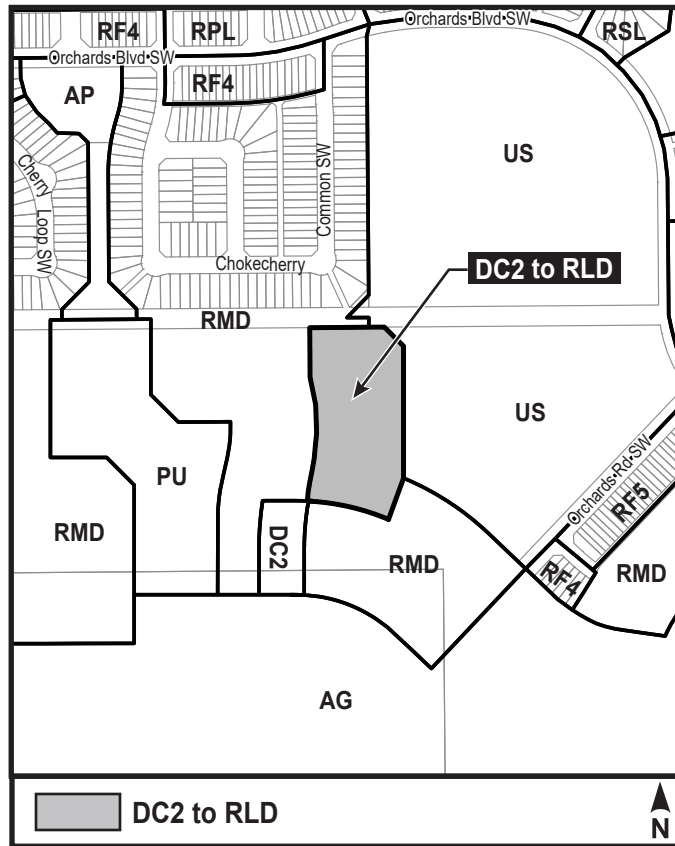 Orchards Blvd SW
RSL
RF4
RPL
Orchards Blvd SW
RF4
AP
US
Cherry Loop SW
Common SW
Chokecherry
DC2 to RLD
RMD
US
Orchards Rd SW
RF5
PU
RMD
DC2
RMD
RF4
RMD
AG
DC2 to RLD
N